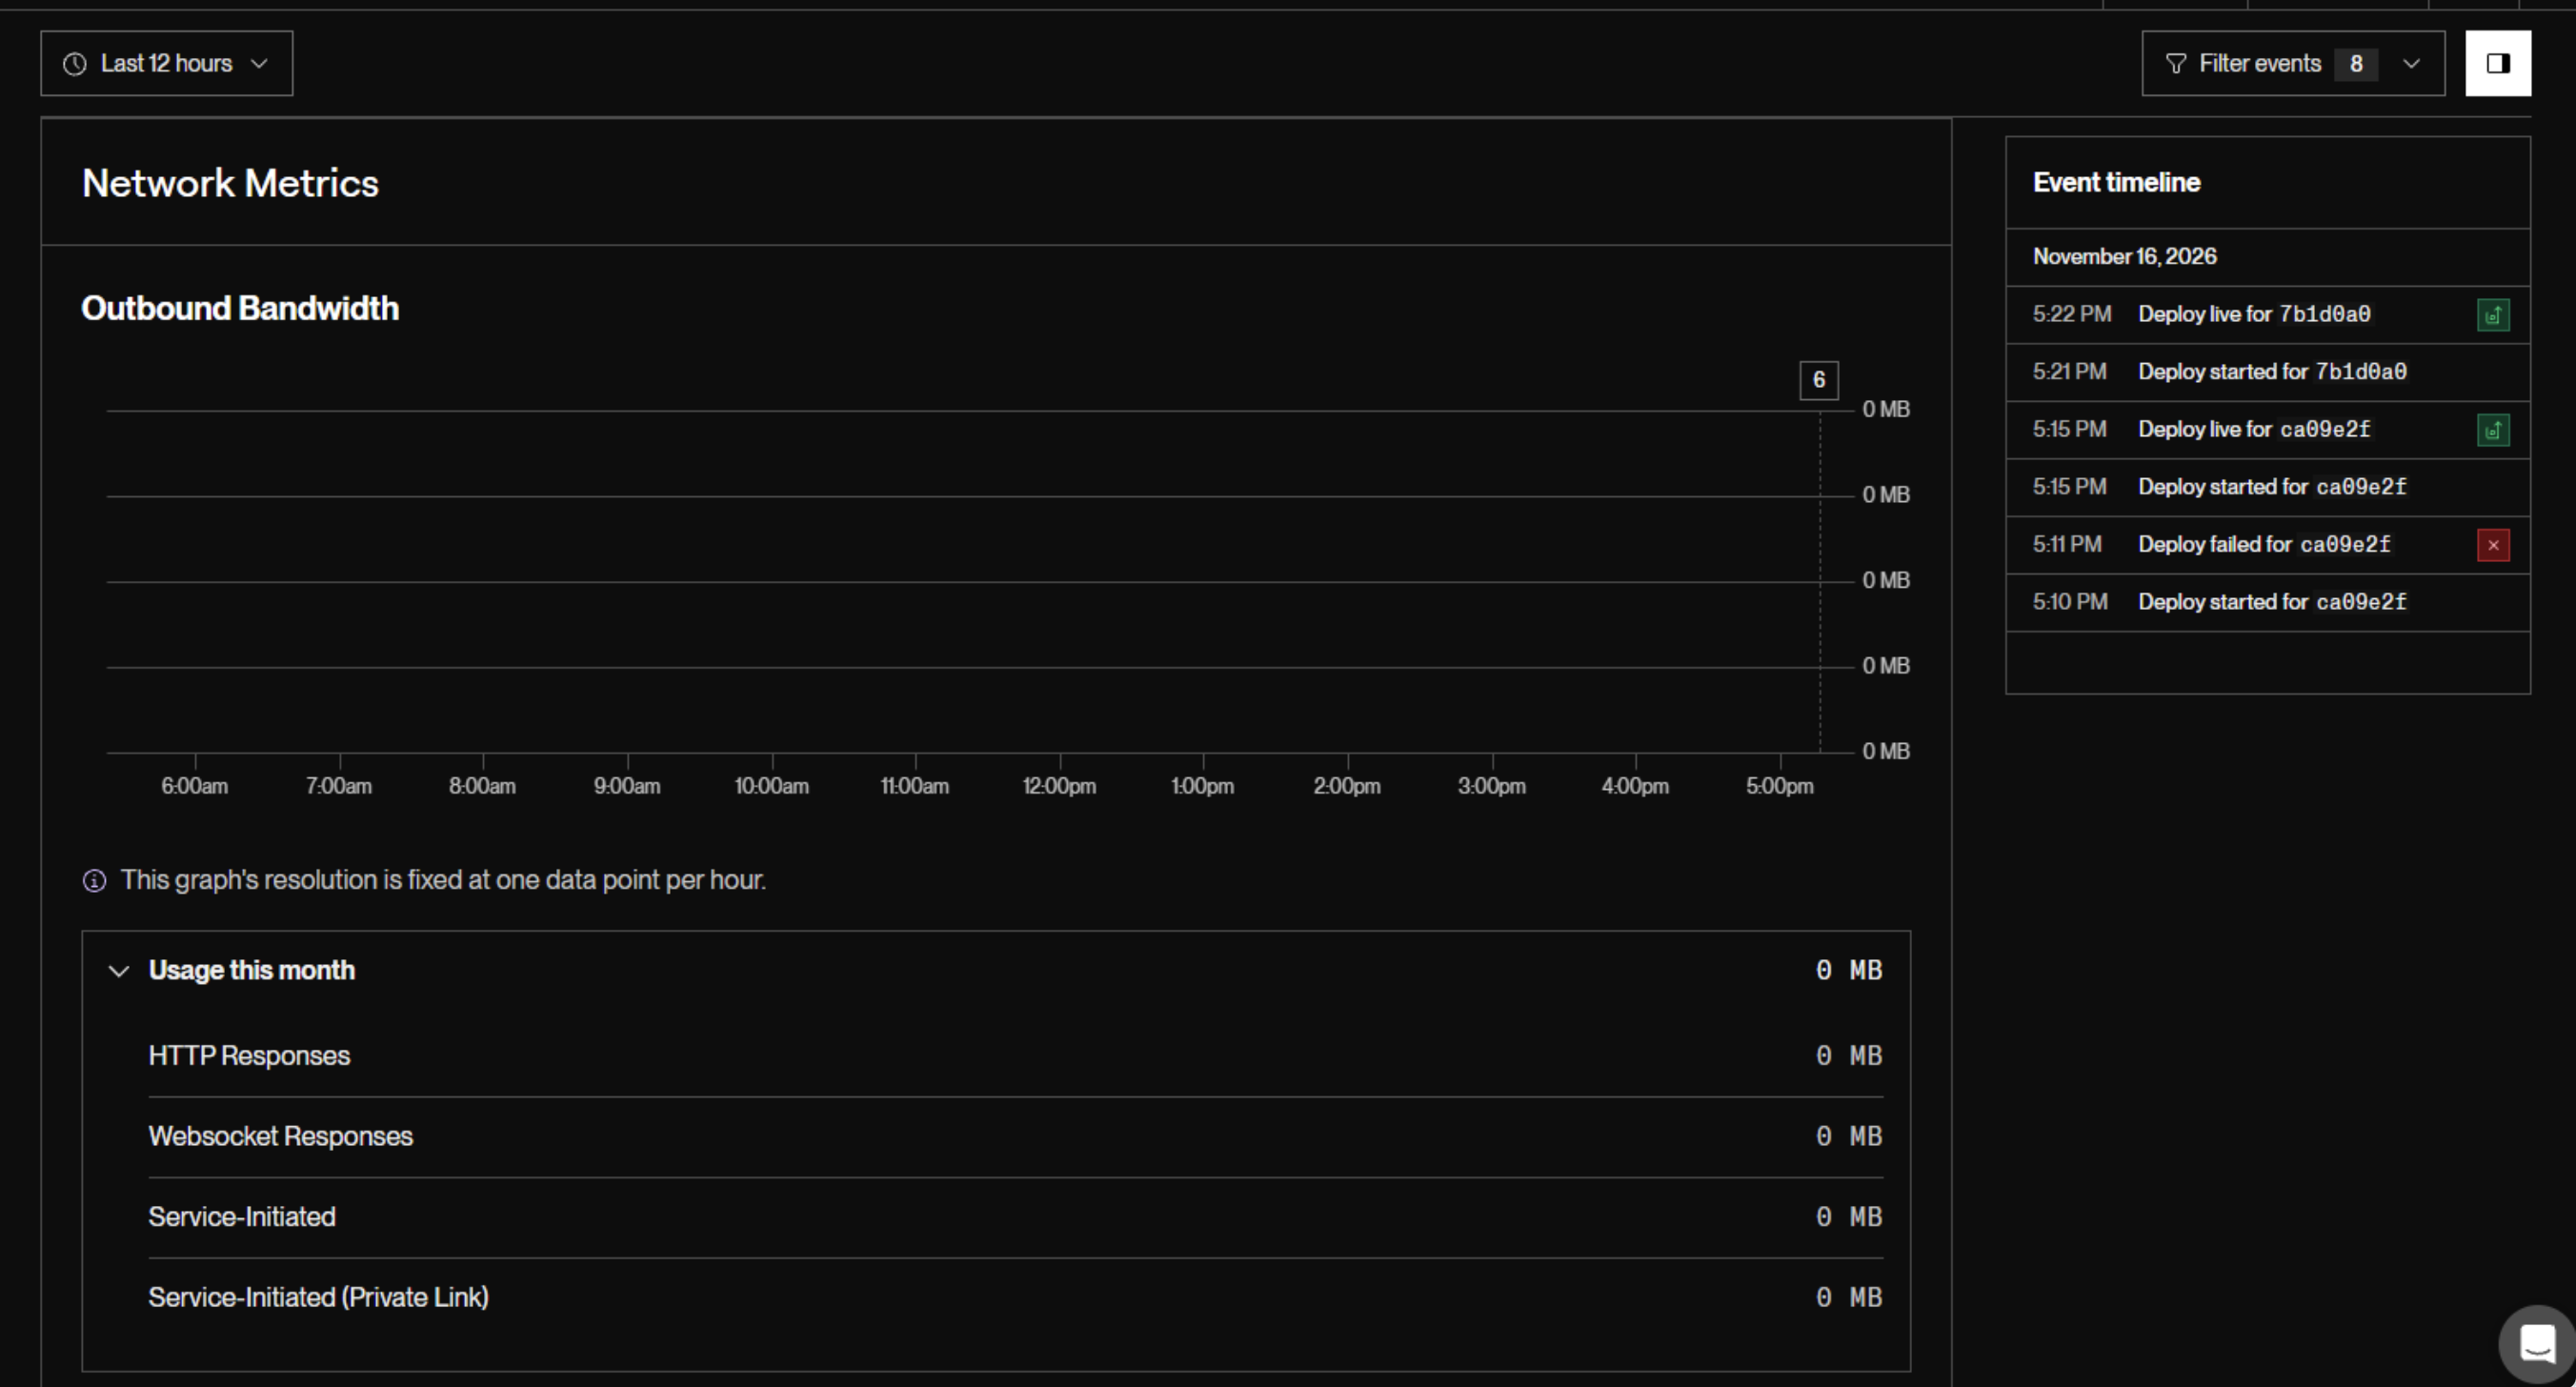 Last 12 hours
Filter events 8
Network Metrics
Outbound Bandwidth
6
0 MB
0 MB
0 MB
0 MB
0 MB
6:00am 7:00am 8:00am 9:00am 10:00am 11:00am 12:00pm 1:00pm 2:00pm 3:00pm 4:00pm 5:00pm
This graph's resolution is fixed at one data point per hour.
Usage this month 0 MB
HTTP Responses 0 MB
Websocket Responses 0 MB
Service-Initiated 0 MB
Service-Initiated (Private Link) 0 MB
Event timeline
November 16, 2026
5:22 PM Deploy live for 7b1d0a0
5:21 PM Deploy started for 7b1d0a0
5:15 PM Deploy live for ca09e2f
5:15 PM Deploy started for ca09e2f
5:11 PM Deploy failed for ca09e2f
5:10 PM Deploy started for ca09e2f